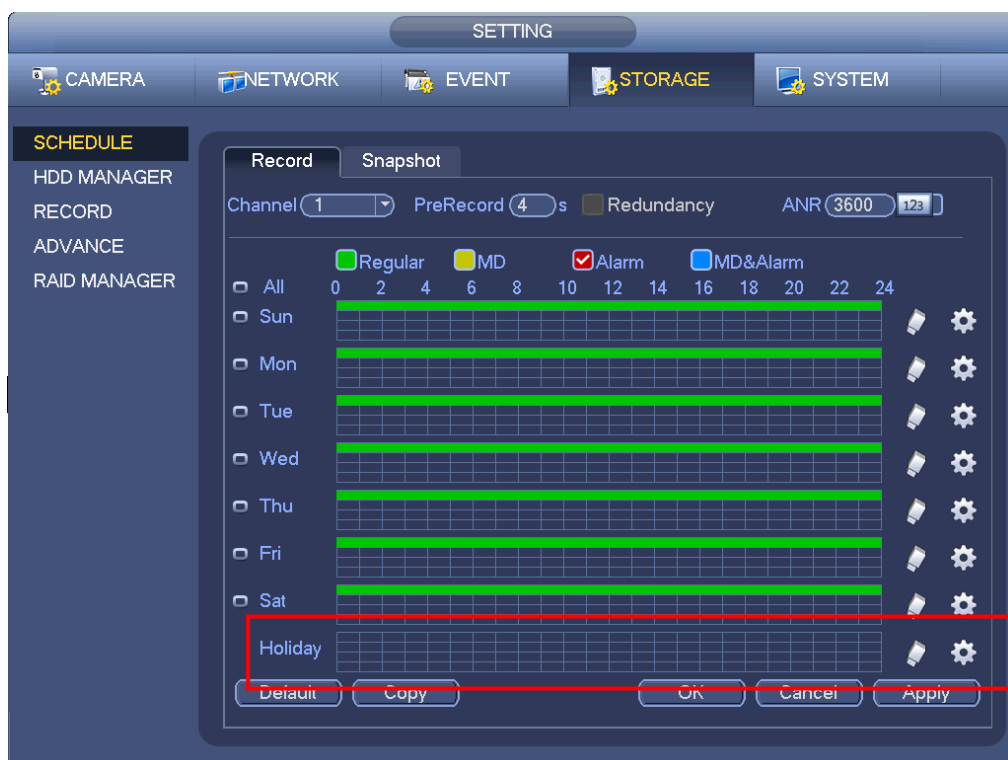 SETTING
CAMERA NETWORK EVENT STORAGE SYSTEM
SCHEDULE
HDD MANAGER
RECORD
ADVANCE
RAID MANAGER
Record Snapshot
Channel 1 PreRecord 4 s Redundancy ANR 3600 123
Regular MD Alarm MD&Alarm
All 0 2 4 6 8 10 12 14 16 18 20 22 24
Sun
Mon
Tue
Wed
Thu
Fri
Sat
Holiday
Default Copy OK Cancel Apply